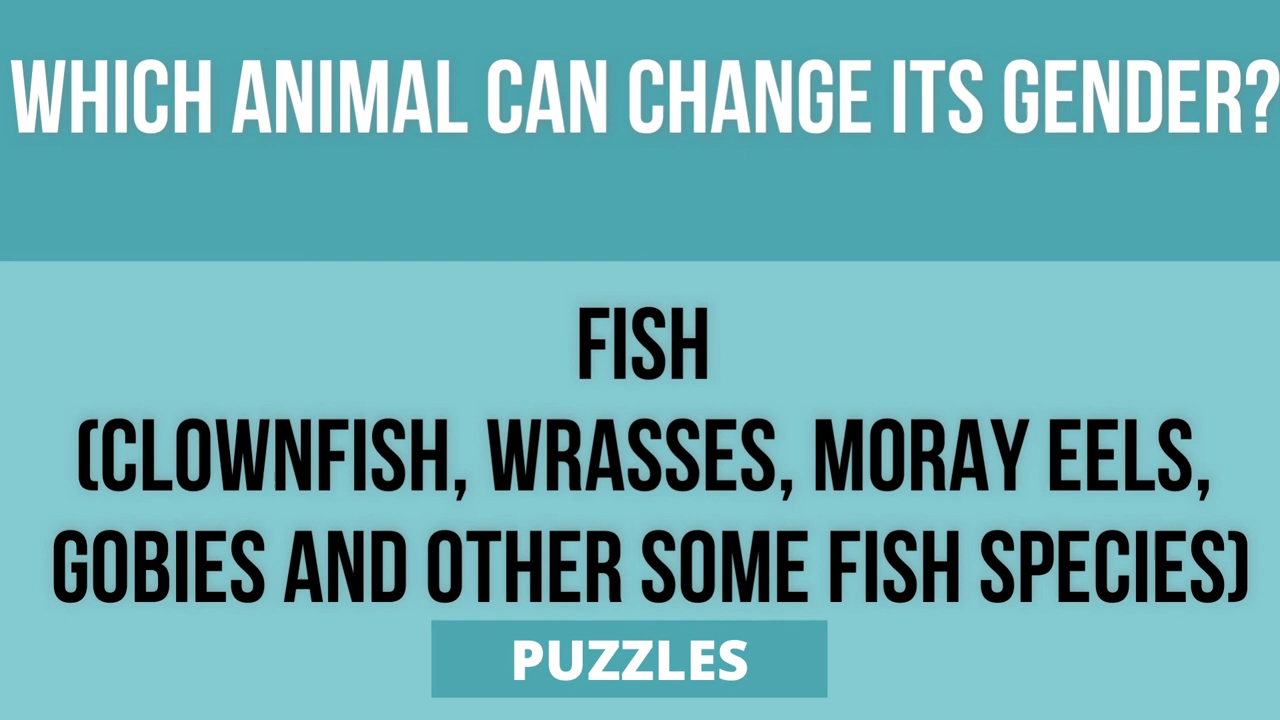 WHICH ANIMAL CAN CHANGE ITS GENDER?
FISH
(CLOWNFISH, WRASSES, MORAY EELS,
GOBIES AND OTHER SOME FISH SPECIES)
PUZZLES